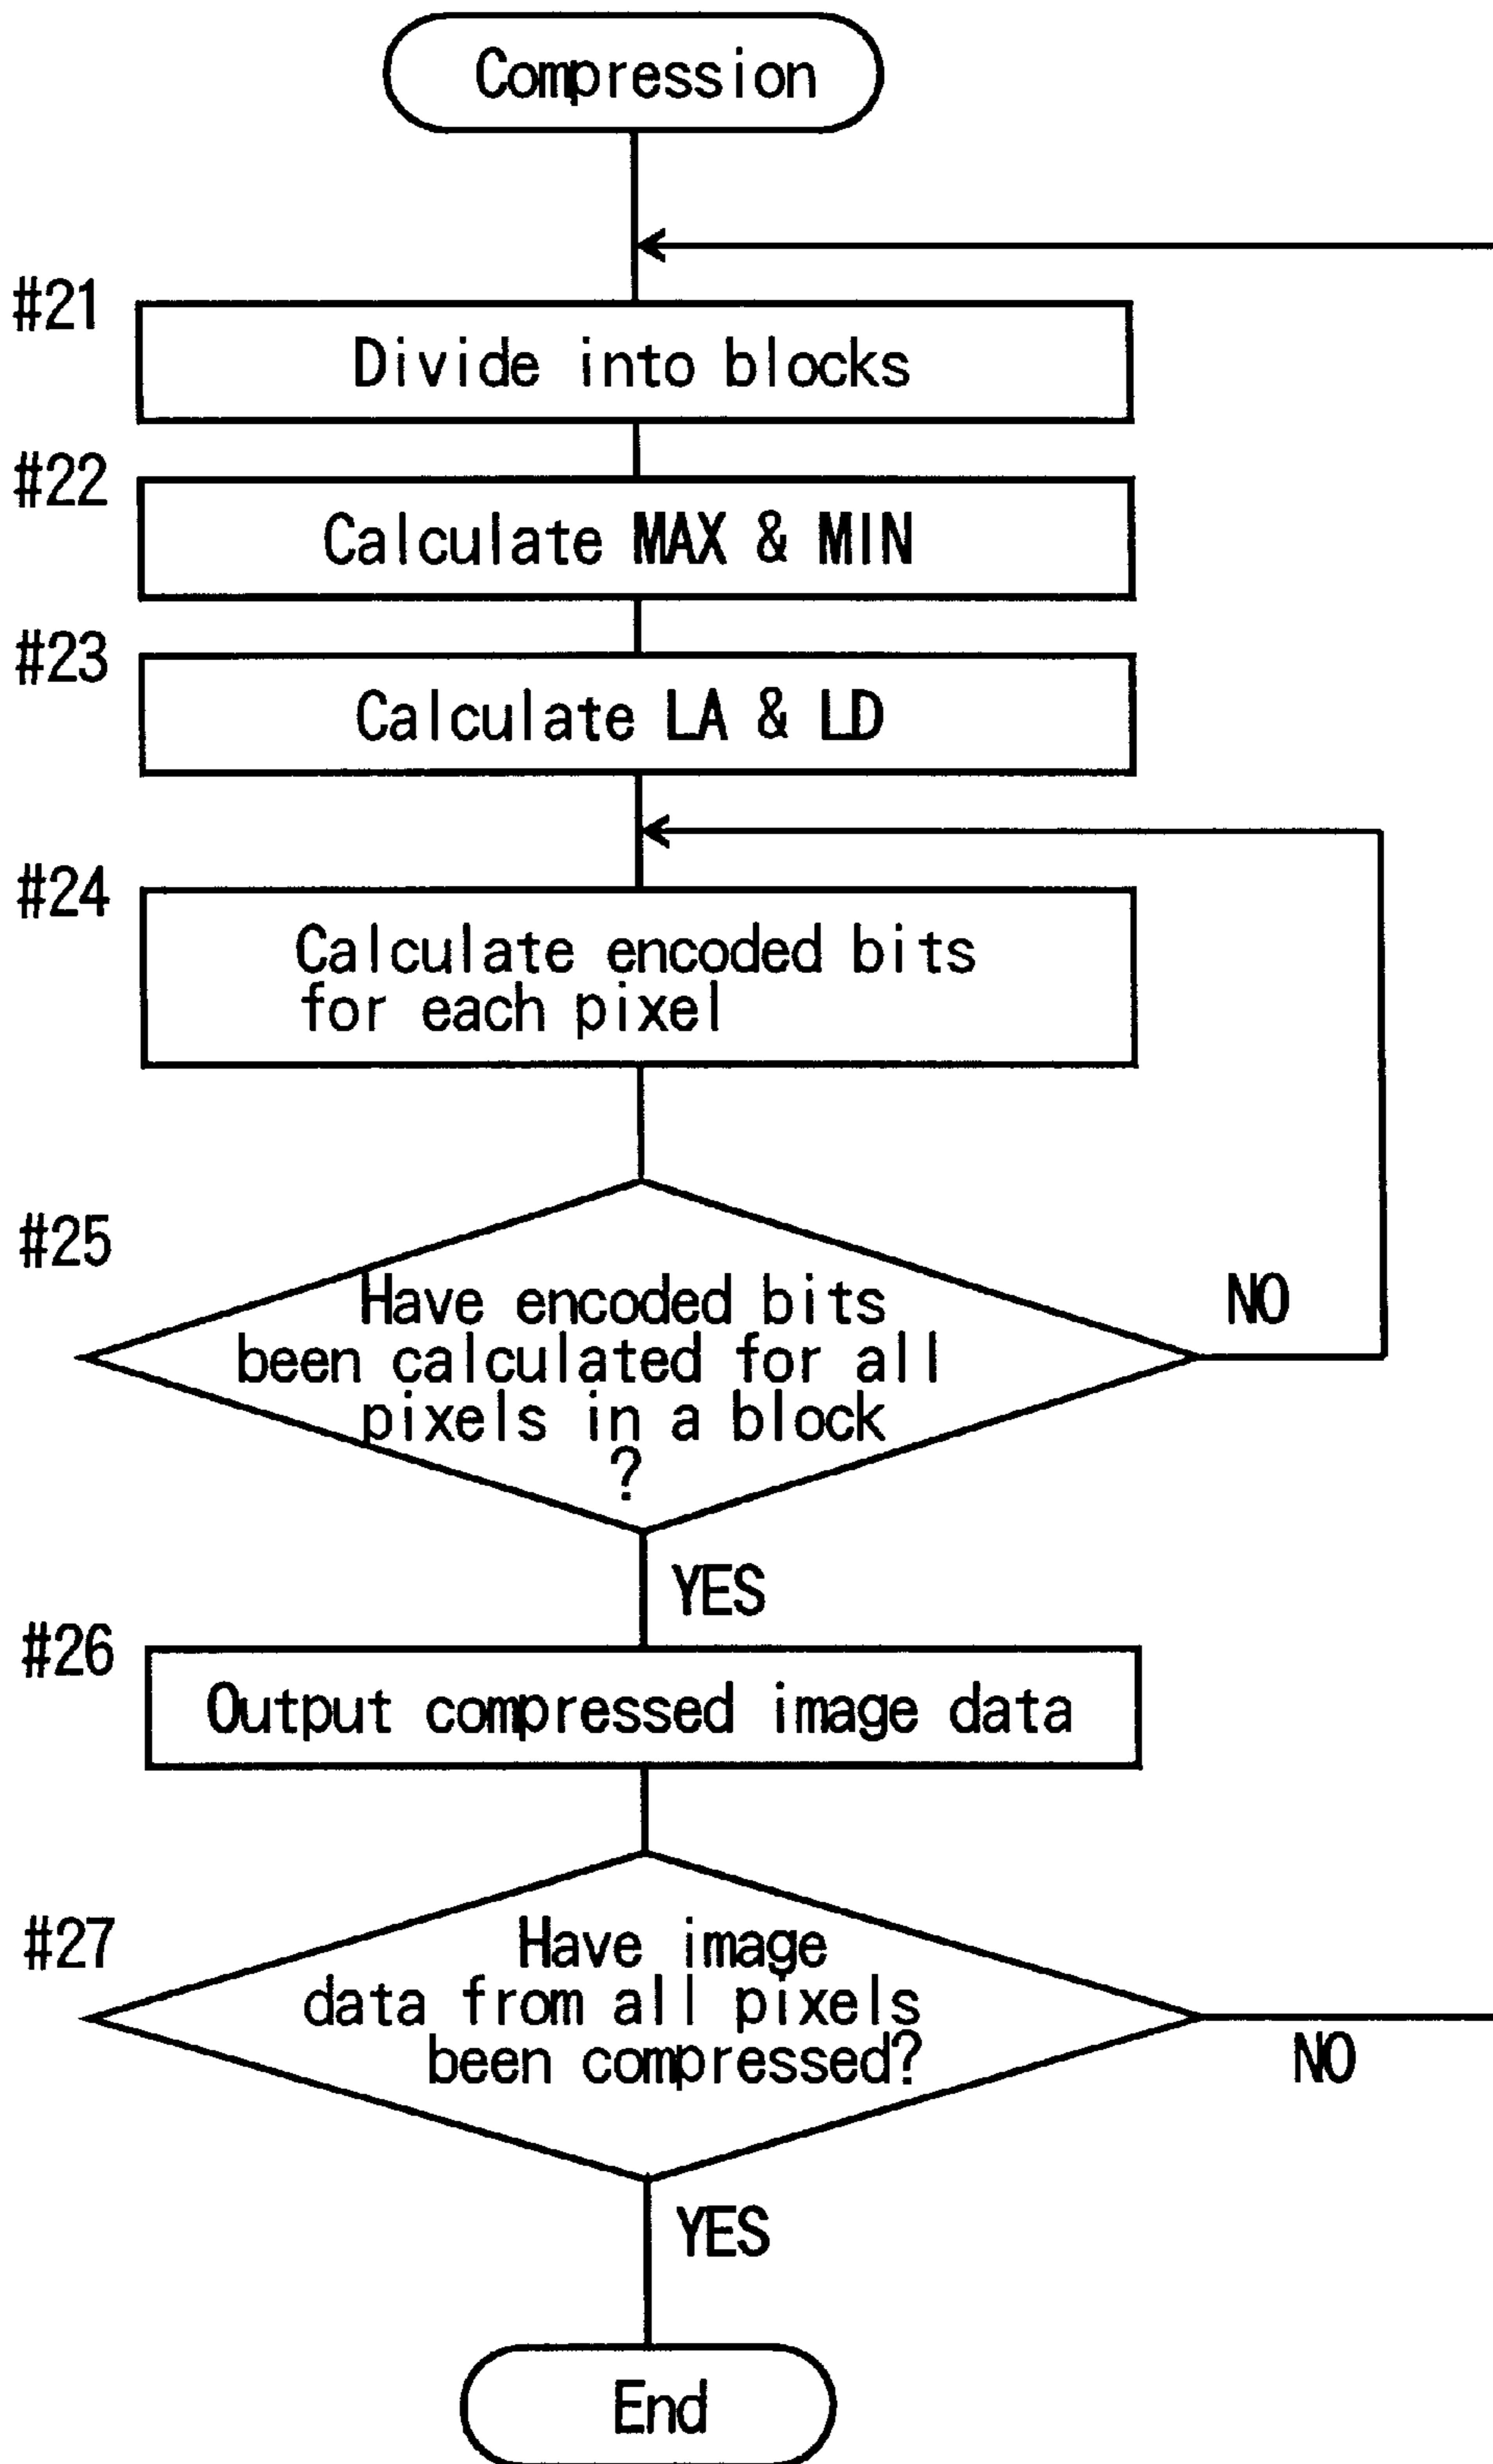 Compression
#21
Divide into blocks
#22
Calculate MAX & MIN
#23
Calculate LA & LD
#24
Calculate encoded bits
for each pixel
#25
Have encoded bits
been calculated for all
pixels in a block
?
NO
YES
#26
Output compressed image data
#27
Have image
data from all pixels
been compressed?
NO
YES
End